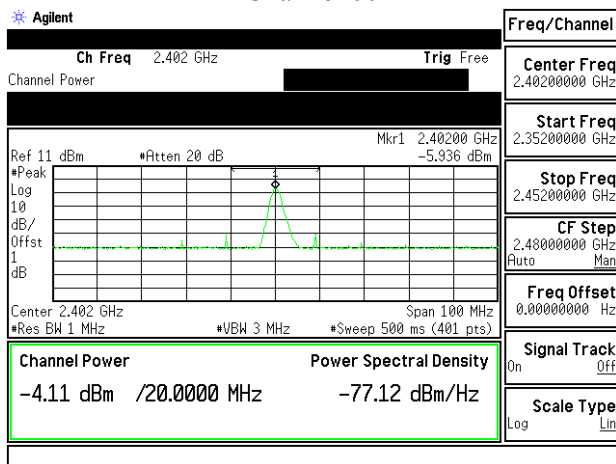 Agilent
Freq/Channel
Ch Freq 2.402 GHz Trig Free
Channel Power
Center Freq
2.40200000 GHz
Start Freq
2.35200000 GHz
Stop Freq
2.45200000 GHz
CF Step
2.48000000 GHz
Auto Man
Freq Offset
0.00000000 Hz
Signal Track
On Off
Scale Type
Log Lin
Mkr1 2.40200 GHz
Ref 11 dBm #Atten 20 dB -5.936 dBm
#Peak
Log
10
dB/
Offst
1
dB
1
Center 2.402 GHz Span 100 MHz
#Res BW 1 MHz #VBW 3 MHz #Sweep 500 ms (401 pts)
Channel Power Power Spectral Density
-4.11 dBm /20.0000 MHz -77.12 dBm/Hz